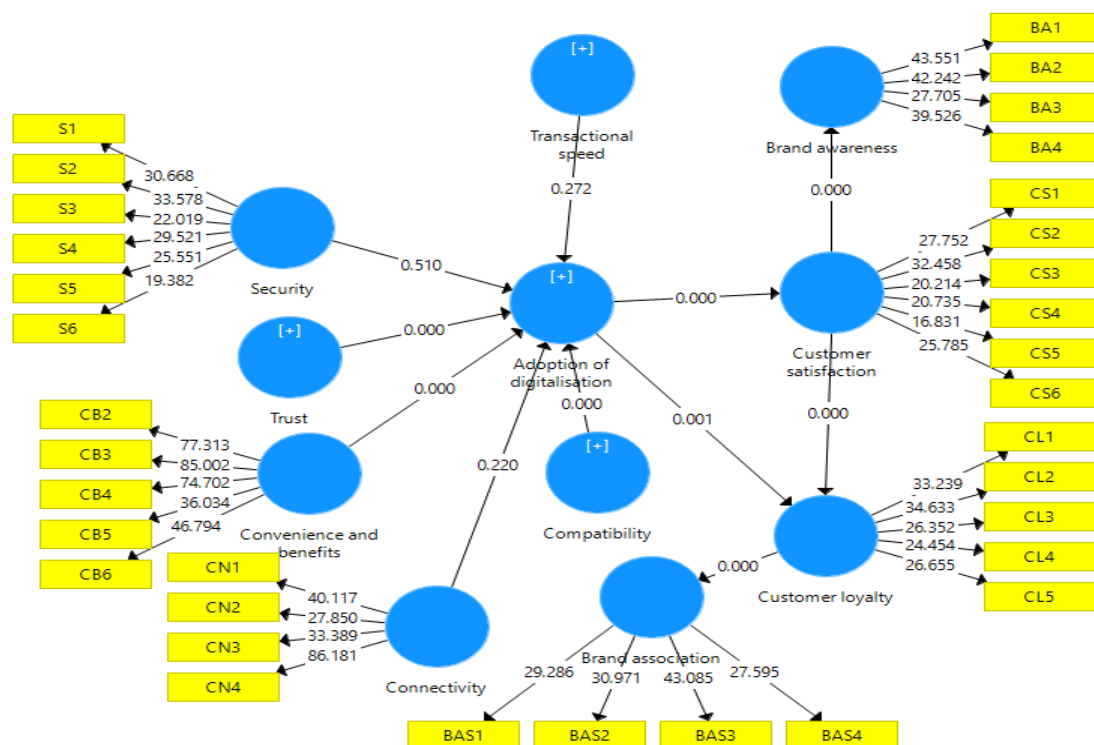 [+]
Transactional
speed
0.272
43.551
42.242
27.705
39.526
BA1
BA2
BA3
BA4
Brand awareness
0.000
S1
S2
S3
S4
S5
S6
30.668
33.578
22.019
29.521
25.551
19.382
Security
0.510
[+]
Trust
0.000
[+]
Adoption of
digitalisation
0.000
27.752
32.458
20.214
20.735
16.831
25.785
CS1
CS2
CS3
CS4
CS5
CS6
Customer
satisfaction
0.000
CB2
CB3
CB4
CB5
CB6
77.313
85.002
74.702
36.034
46.794
Convenience and
benefits
0.000
0.220
0.000
[+]
Compatibility
0.001
33.239
34.633
26.352
24.454
26.655
CL1
CL2
CL3
CL4
CL5
Customer loyalty
0.000
CN1
CN2
CN3
CN4
40.117
27.850
33.389
86.181
Connectivity
Brand association
29.286
30.971
43.085
27.595
BAS1
BAS2
BAS3
BAS4